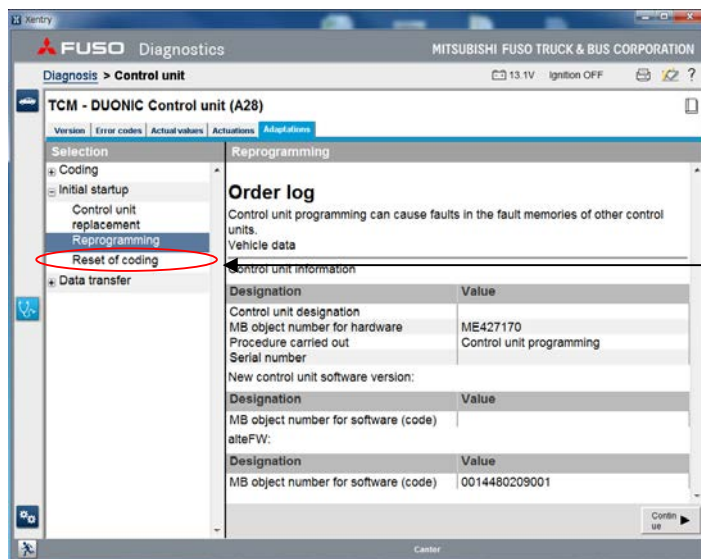 Xentry
FUSO Diagnostics MITSUBISHI FUSO TRUCK & BUS CORPORATION
Diagnosis > Control unit 13.1V Ignition OFF ?
TCM - DUONIC Control unit (A28)
Version Error codes Actual values Actuations Adaptations
Selection
Coding
Initial startup
Control unit
replacement
Reprogramming
Reset of coding
Data transfer
Reprogramming
Order log
Control unit programming can cause faults in the fault memories of other control
units.
Vehicle data
Control unit information
Designation Value
Control unit designation
MB object number for hardware ME427170
Procedure carried out Control unit programming
Serial number
New control unit software version:
Designation Value
MB object number for software (code)
alteFW:
Designation Value
MB object number for software (code) 0014480209001
Contin
ue
Canter